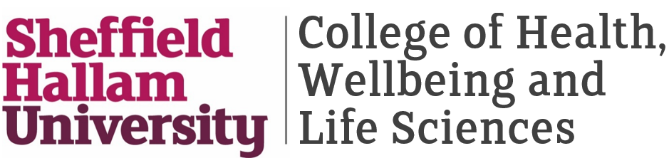 Sheffield
Hallam
University
College of Health,
Wellbeing and
Life Sciences